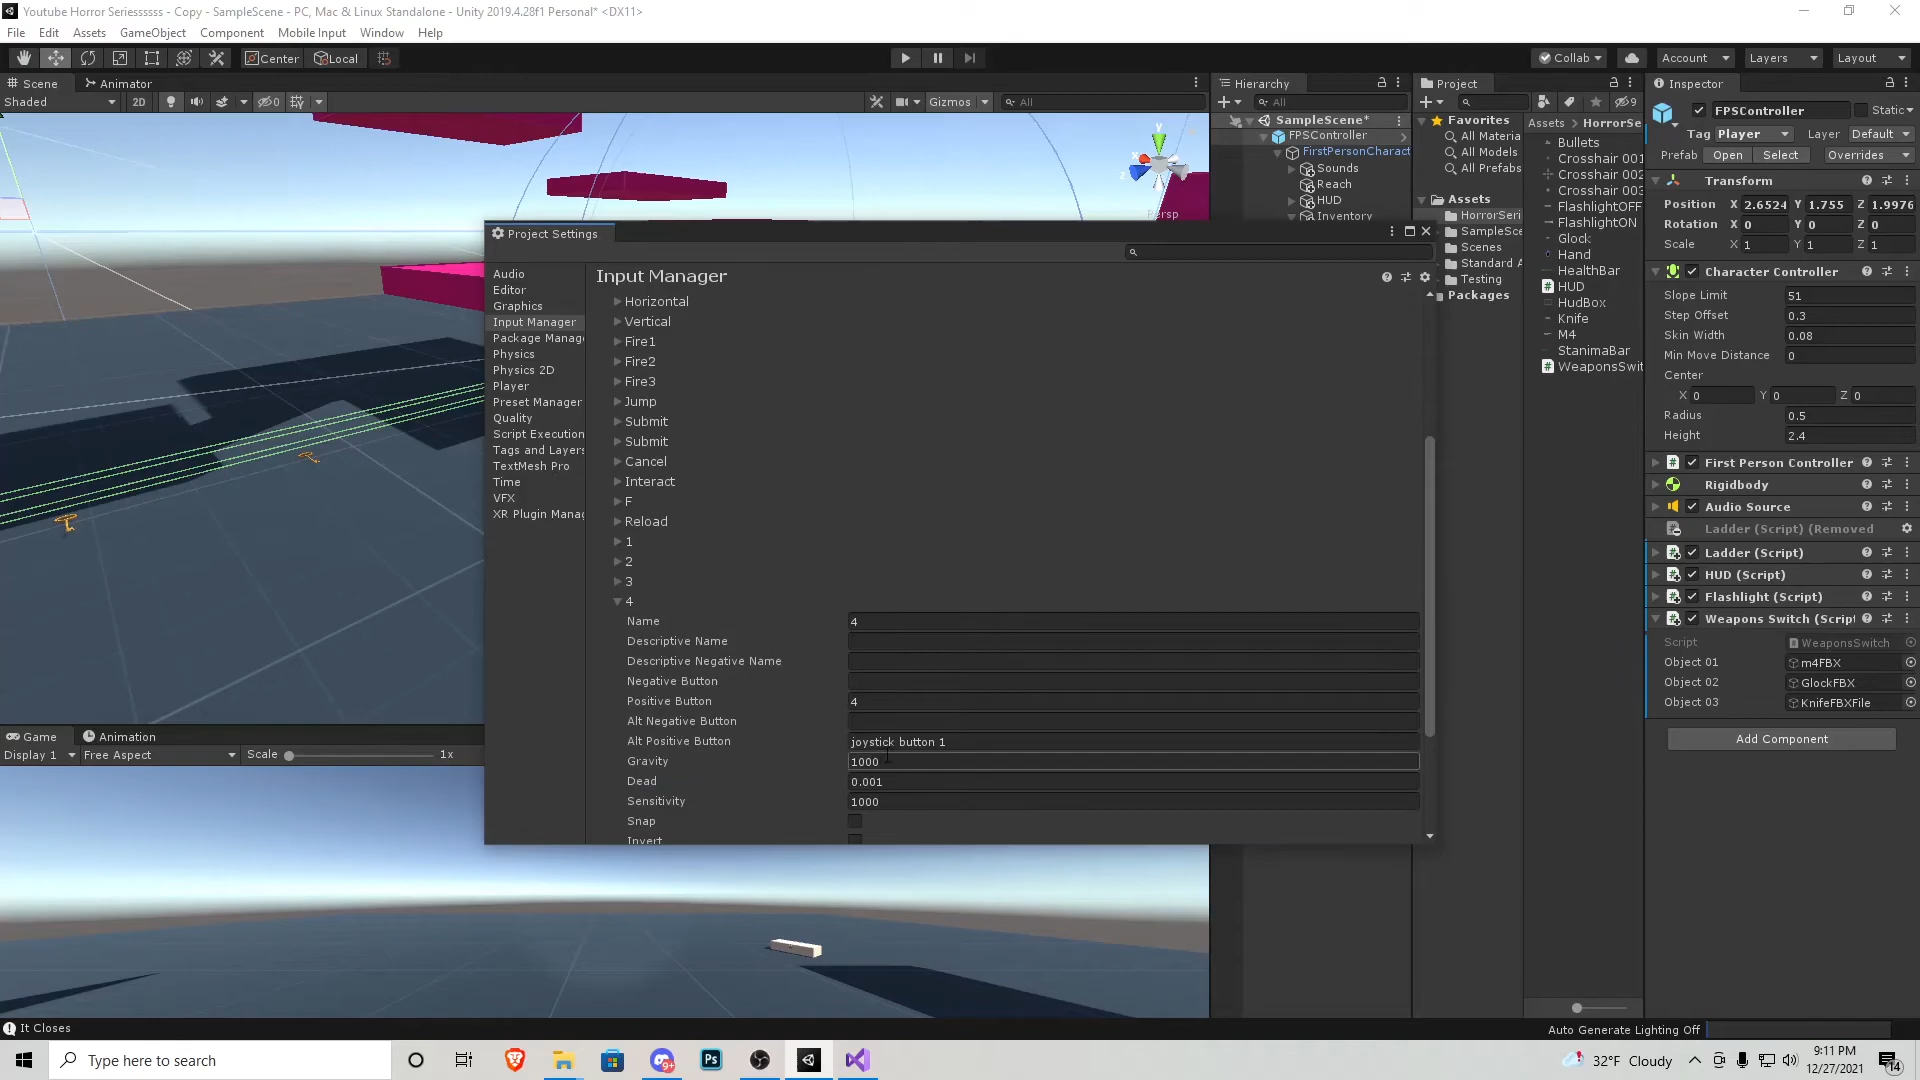 Youtube Horror Seriessssss - Copy - SampleScene - PC, Mac & Linux Standalone - Unity 2019.4.28f1 Personal* <DX11>
File Edit Assets GameObject Component Mobile Input Window Help
Center Local
Collab Account Layers Layout
Scene Animator
Shaded 2D 0 Gizmos All
Persp
Hierarchy
All
SampleScene*
FPSController
FirstPersonCharact
Sounds
Reach
HUD
Inventory
Project
9
Favorites
All Materia
All Models
All Prefabs
Assets
HorrorSeri
SampleSce
Scenes
Standard A
Testing
Packages
Assets > HorrorSe
Bullets
Crosshair 001
Crosshair 002
Crosshair 003
FlashlightOFF
FlashlightON
Glock
Hand
HealthBar
HUD
HudBox
Knife
M4
StanimaBar
WeaponsSwit
Project Settings
Audio
Editor
Graphics
Input Manager
Package Manag
Physics
Physics 2D
Player
Preset Manager
Quality
Script Execution
Tags and Layers
TextMesh Pro
Time
VFX
XR Plugin Manag
Input Manager
Horizontal
Vertical
Fire1
Fire2
Fire3
Jump
Submit
Submit
Cancel
Interact
F
Reload
1
2
3
4
Name 4
Descriptive Name
Descriptive Negative Name
Negative Button
Positive Button 4
Alt Negative Button
Alt Positive Button joystick button 1
Gravity 1000
Dead 0.001
Sensitivity 1000
Snap
Invert
Inspector
FPSController Static
Tag Player Layer Default
Prefab Open Select Overrides
Transform
Position X 2.6524 Y 1.755 Z 1.9976
Rotation X 0 Y 0 Z 0
Scale X 1 Y 1 Z 1
Character Controller
Slope Limit 51
Step Offset 0.3
Skin Width 0.08
Min Move Distance 0
Center
X 0 Y 0 Z 0
Radius 0.5
Height 2.4
First Person Controller
Rigidbody
Audio Source
Ladder (Script) (Removed
Ladder (Script)
HUD (Script)
Flashlight (Script)
Weapons Switch (Script
Script WeaponsSwitch
Object 01 m4FBX
Object 02 GlockFBX
Object 03 KnifeFBXFile
Add Component
Game Animation
Display 1 Free Aspect Scale 1x
It Closes
Auto Generate Lighting Off
Type here to search
9+
Ps
32°F Cloudy
9:11 PM
12/27/2021
14